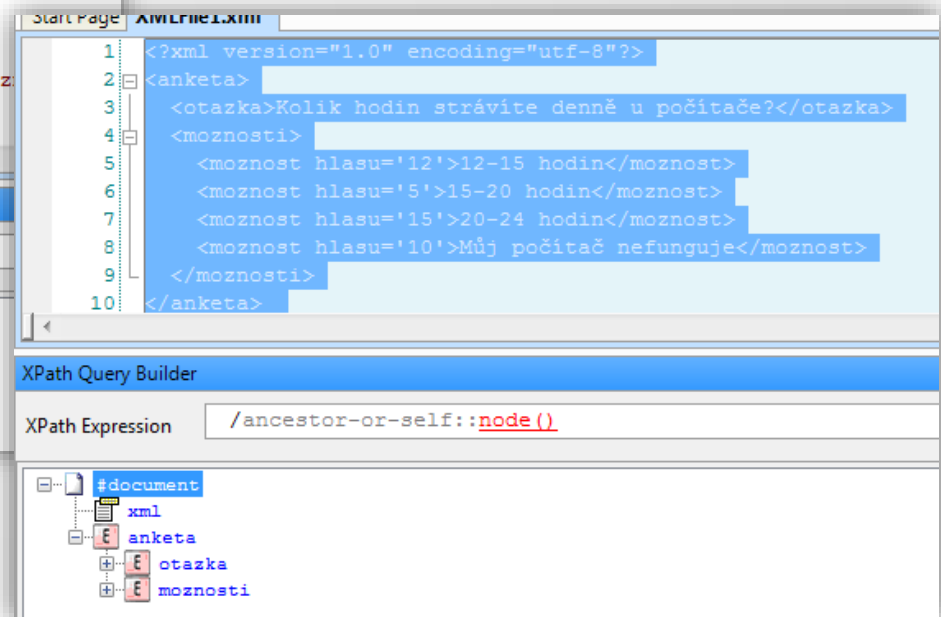 Start Page XMLFile1.xml
1 <?xml version="1.0" encoding="utf-8"?>
2 <anketa>
3 <otazka>Kolik hodin strávíte denně u počítače?</otazka>
4 <moznosti>
5 <moznost hlasu='12'>12-15 hodin</moznost>
6 <moznost hlasu='5'>15-20 hodin</moznost>
7 <moznost hlasu='15'>20-24 hodin</moznost>
8 <moznost hlasu='10'>Můj počítač nefunguje</moznost>
9 </moznosti>
10 </anketa>
XPath Query Builder
XPath Expression /ancestor-or-self::node()
#document
xml
E anketa
E otazka
E moznosti